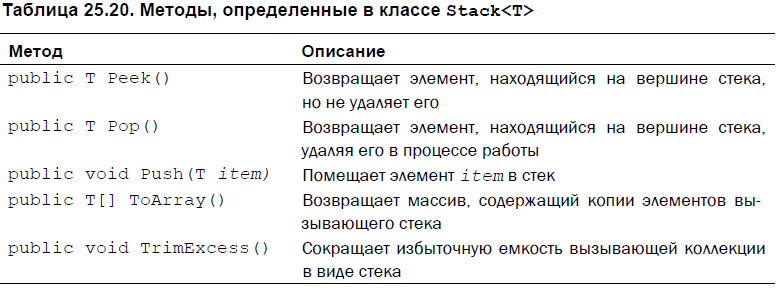 Таблица 25.20. Методы, определенные в классе Stack<T>
Метод Описание
public T Peek() Возвращает элемент, находящийся на вершине стека,
но не удаляет его
public T Pop() Возвращает элемент, находящийся на вершине стека,
удаляя его в процессе работы
public void Push(T item) Помещает элемент item в стек
public T[] ToArray() Возвращает массив, содержащий копии элементов вы-
зывающего стека
public void TrimExcess() Сокращает избыточную емкость вызывающей коллекции
в виде стека